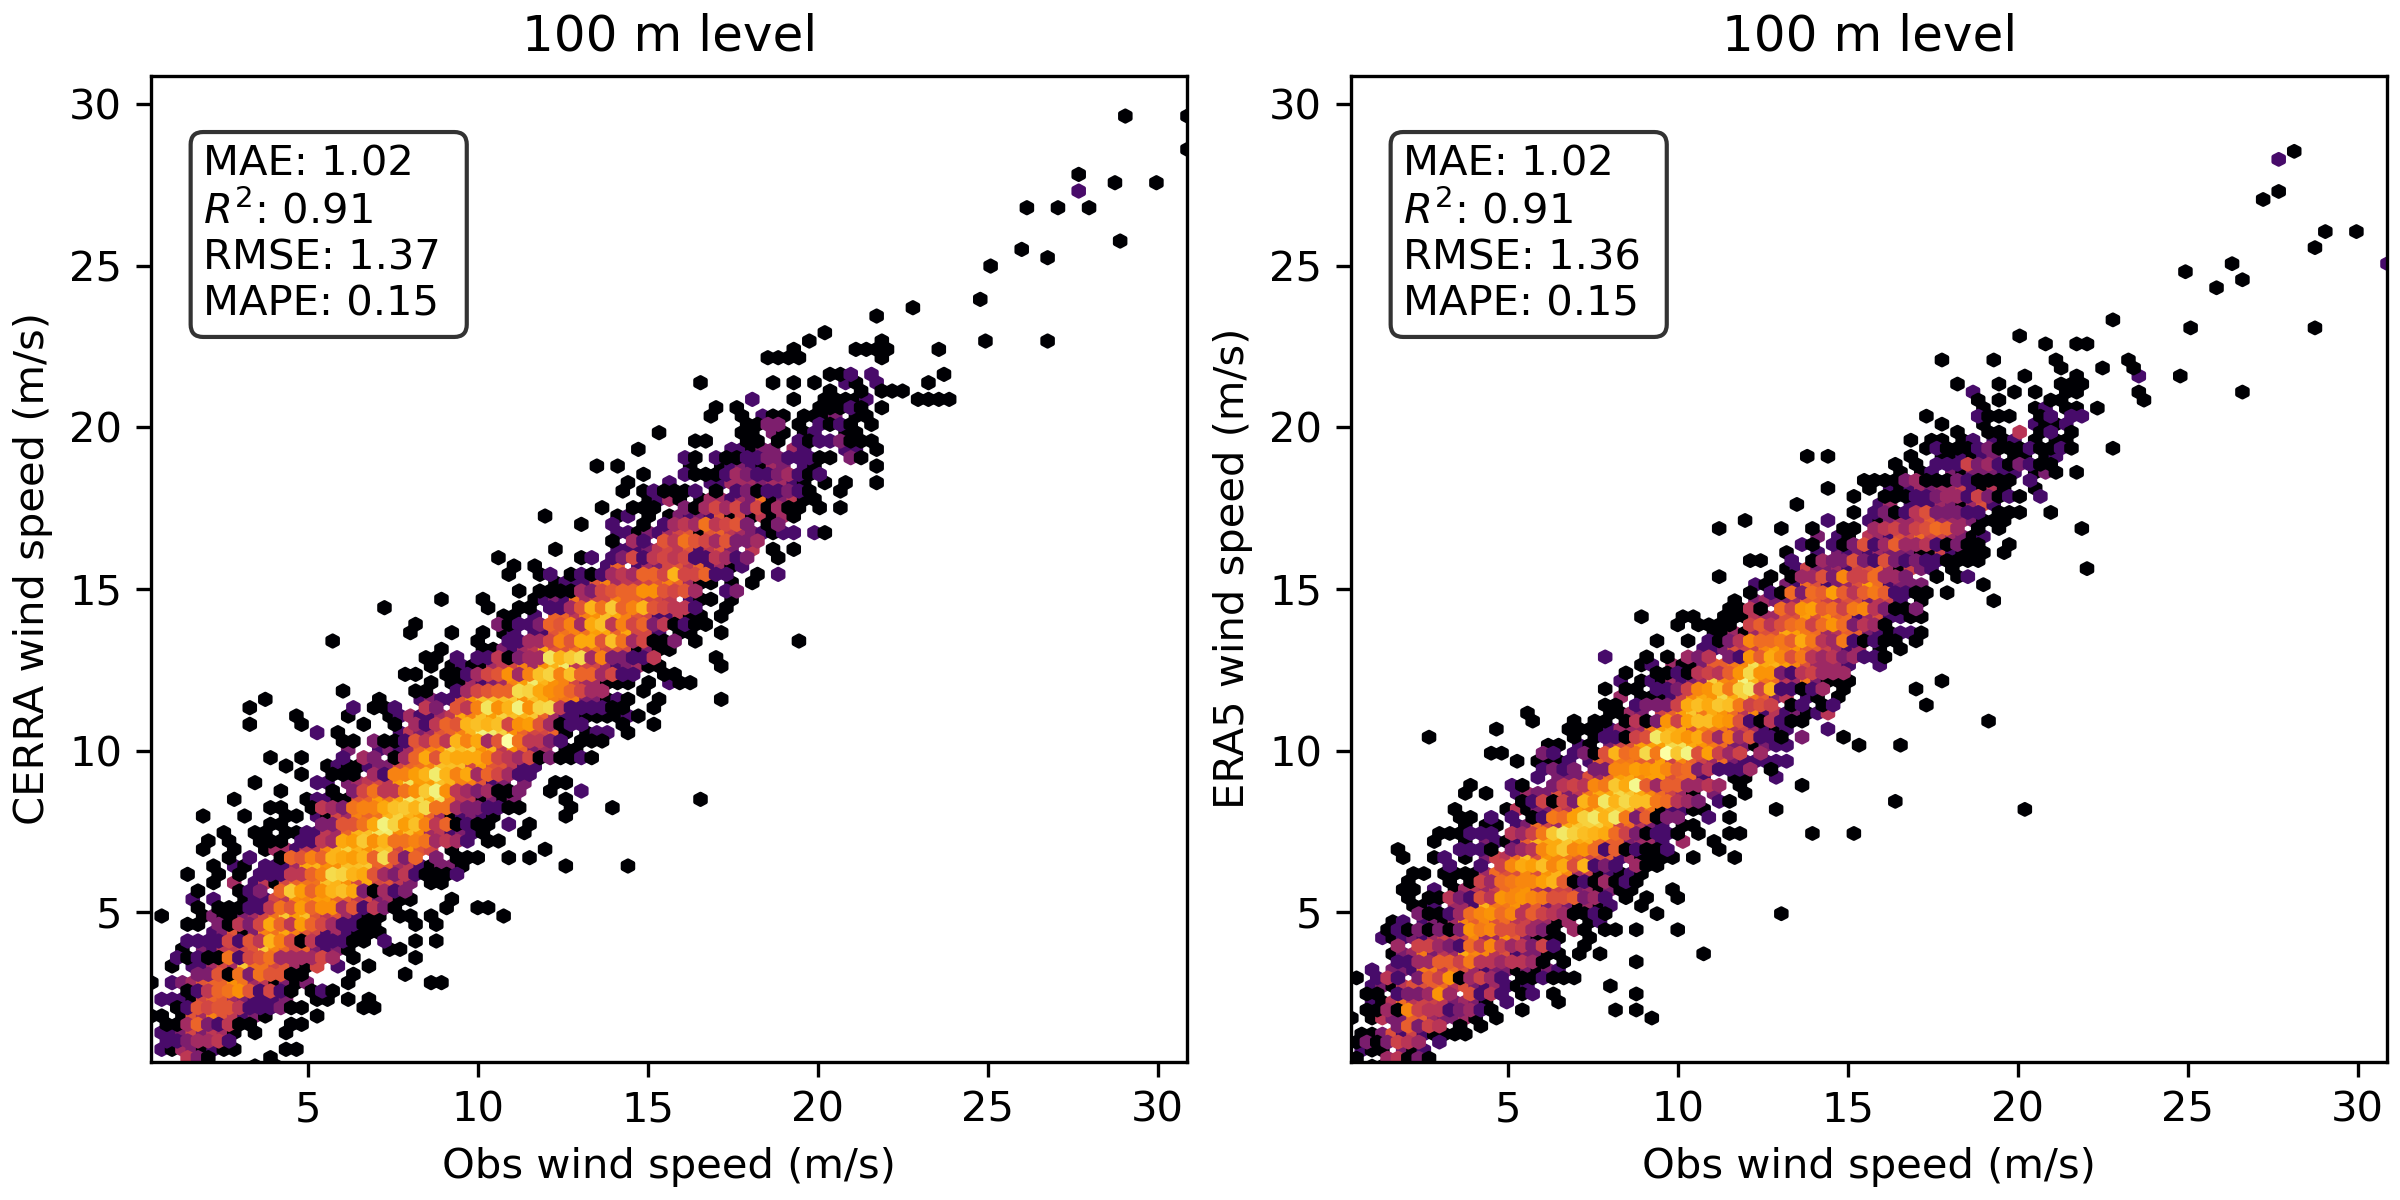 100 m level
MAE: 1.02
R²: 0.91
RMSE: 1.37
MAPE: 0.15
30
25
20
15
10
5
CERRA wind speed (m/s)
5 10 15 20 25 30
Obs wind speed (m/s)
100 m level
MAE: 1.02
R²: 0.91
RMSE: 1.36
MAPE: 0.15
30
25
20
15
10
5
ERA5 wind speed (m/s)
5 10 15 20 25 30
Obs wind speed (m/s)